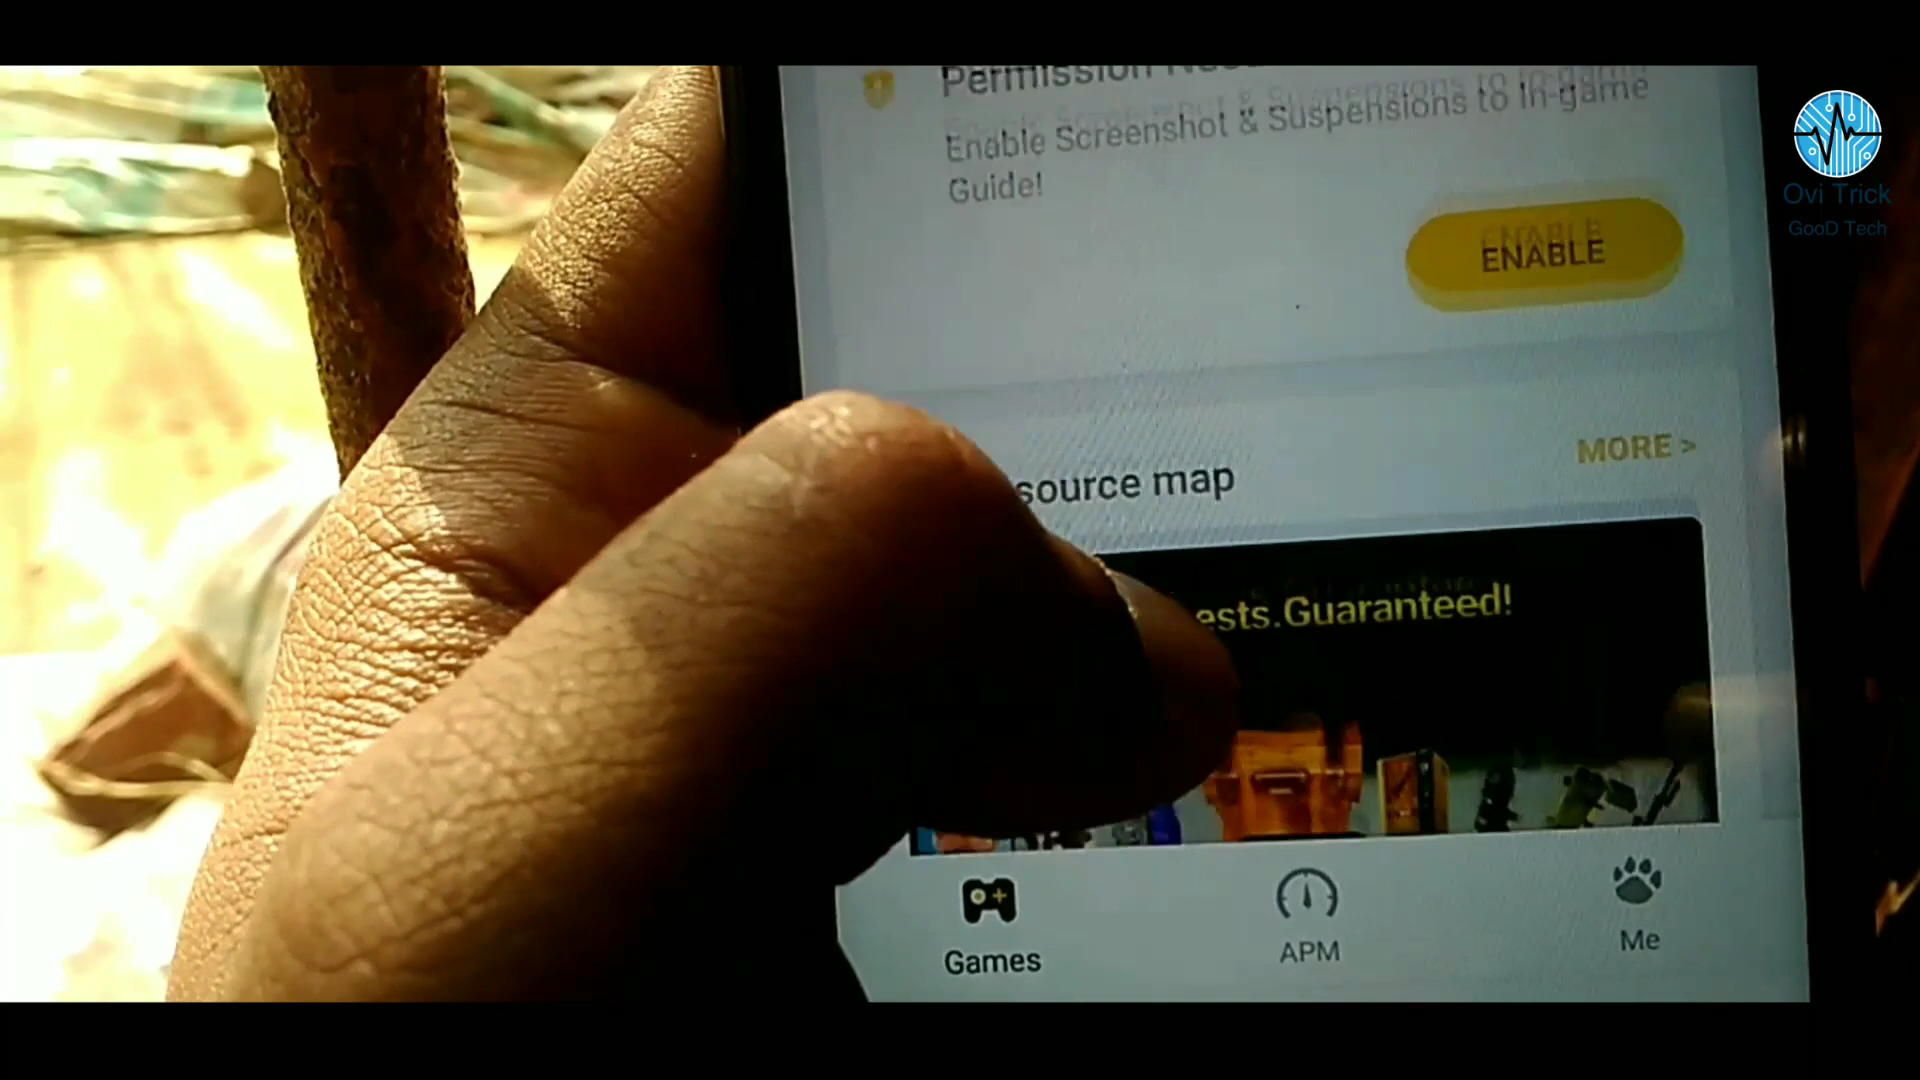 Permission
Enable Screenshot & Suspensions to In-game
Guide!
ENABLE
MORE >
source map
ests.Guaranteed!
Games
APM
Me
Ovi Trick
GooD Tech